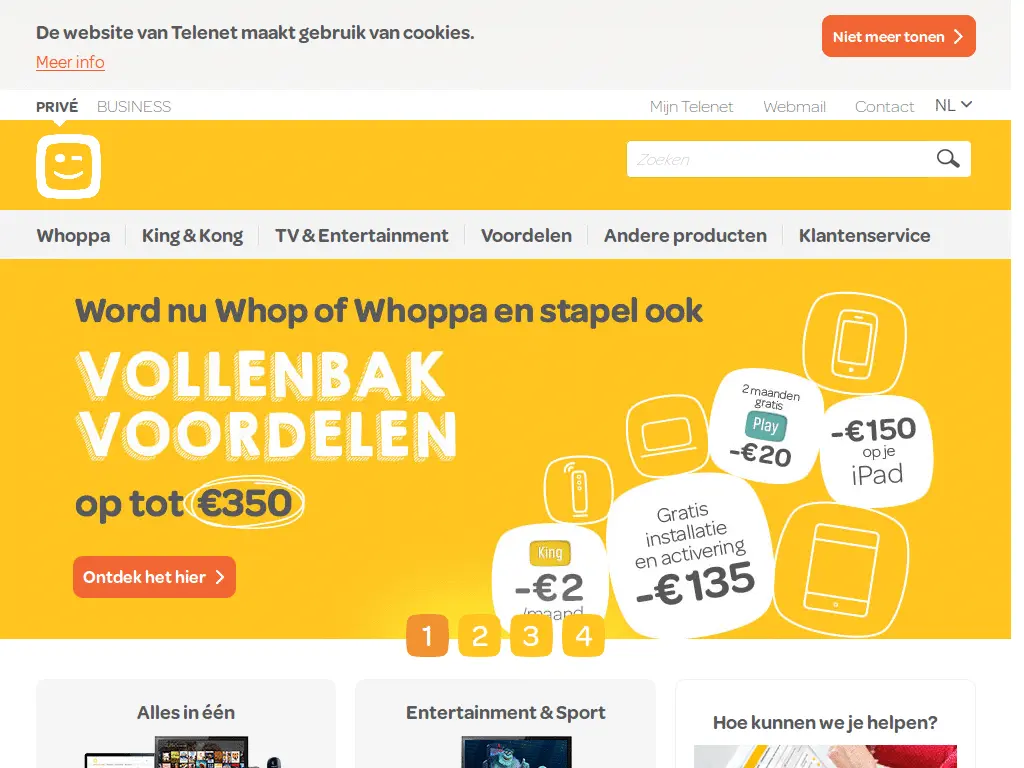 De website van Telenet maakt gebruik van cookies.
Meer info
Niet meer tonen
PRIVÉ
BUSINESS
Mijn Telenet
Webmail
Contact
NL
Zoeken
Whoppa
King & Kong
TV & Entertainment
Voordelen
Andere producten
Klantenservice
Word nu Whop of Whoppa en stapel ook
VOLLENBAK
VOORDELEN
op tot €350
Ontdek het hier
2 maanden
gratis
Play
-€20
-€150
op je
iPad
King
-€2
/maand
Gratis
installatie
en activering
-€135
1
2
3
4
Alles in één
Entertainment & Sport
Hoe kunnen we je helpen?